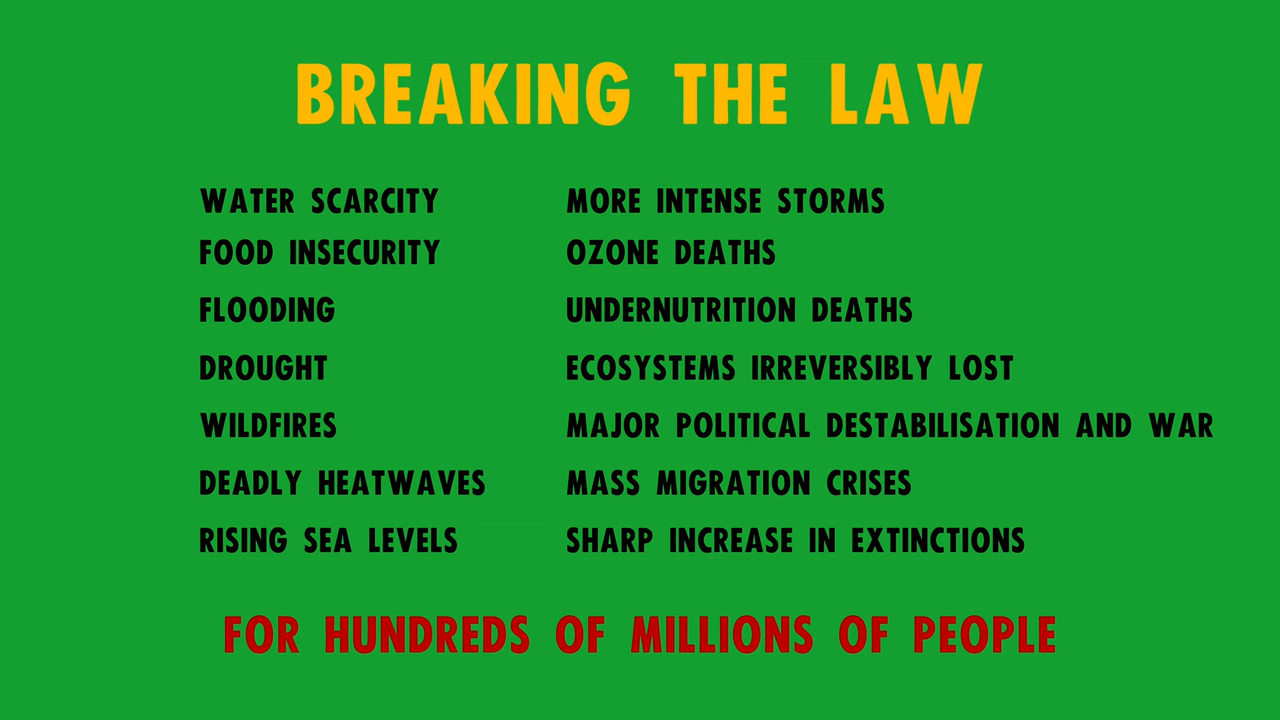 BREAKING THE LAW
WATER SCARCITY
FOOD INSECURITY
FLOODING
DROUGHT
WILDFIRES
DEADLY HEATWAVES
RISING SEA LEVELS
MORE INTENSE STORMS
OZONE DEATHS
UNDERNUTRITION DEATHS
ECOSYSTEMS IRREVERSIBLY LOST
MAJOR POLITICAL DESTABILISATION AND WAR
MASS MIGRATION CRISES
SHARP INCREASE IN EXTINCTIONS
FOR HUNDREDS OF MILLIONS OF PEOPLE